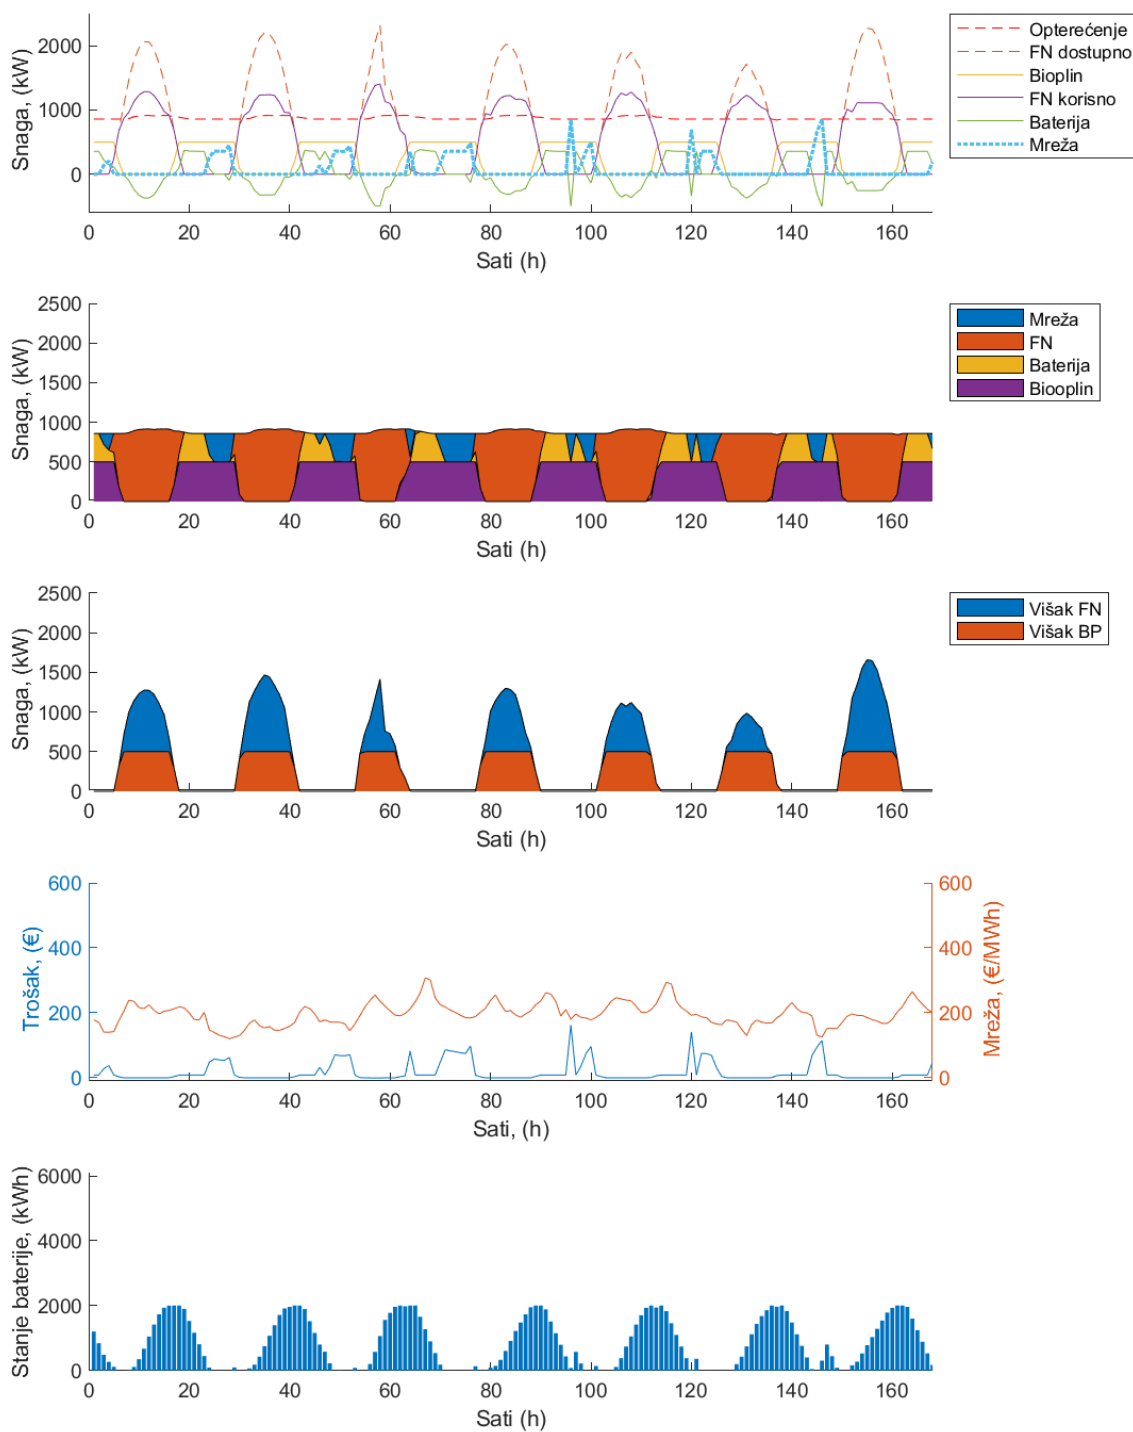 Snaga, (kW)
2000
1000
0
0 20 40 60 80 100 120 140 160
Sati (h)
Opterećenje
FN dostupno
Bioplin
FN korisno
Baterija
Mreža
Snaga, (kW)
2500
2000
1500
1000
500
0
0 20 40 60 80 100 120 140 160
Sati (h)
Mreža
FN
Baterija
Biooplin
Snaga, (kW)
2500
2000
1500
1000
500
0
0 20 40 60 80 100 120 140 160
Sati (h)
Višak FN
Višak BP
Trošak, (€)
600
400
200
0
0 20 40 60 80 100 120 140 160
Sati, (h)
600
400
200
0
Mreža, (€/MWh)
Stanje baterije, (kWh)
6000
4000
2000
0
0 20 40 60 80 100 120 140 160
Sati (h)